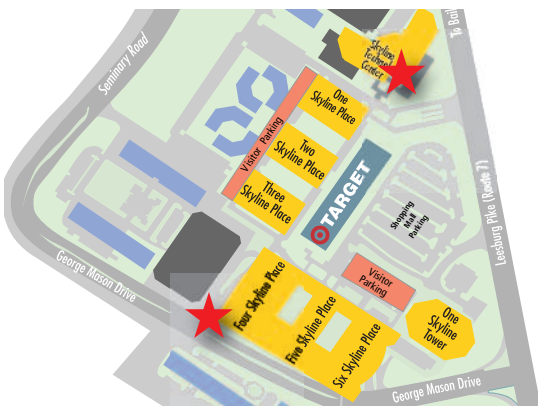 Seminary Road
To Bail
Skyline
Technology
Center
One
Skyline Place
Visitor Parking
Two
Skyline Place
Three
Skyline Place
TARGET
Shopping
Mall
Parking
Leesburg Pike (Route 7)
George Mason Drive
Four Skyline Place
Visitor
Parking
Five Skyline Place
One
Skyline
Tower
Six Skyline Place
George Mason Drive